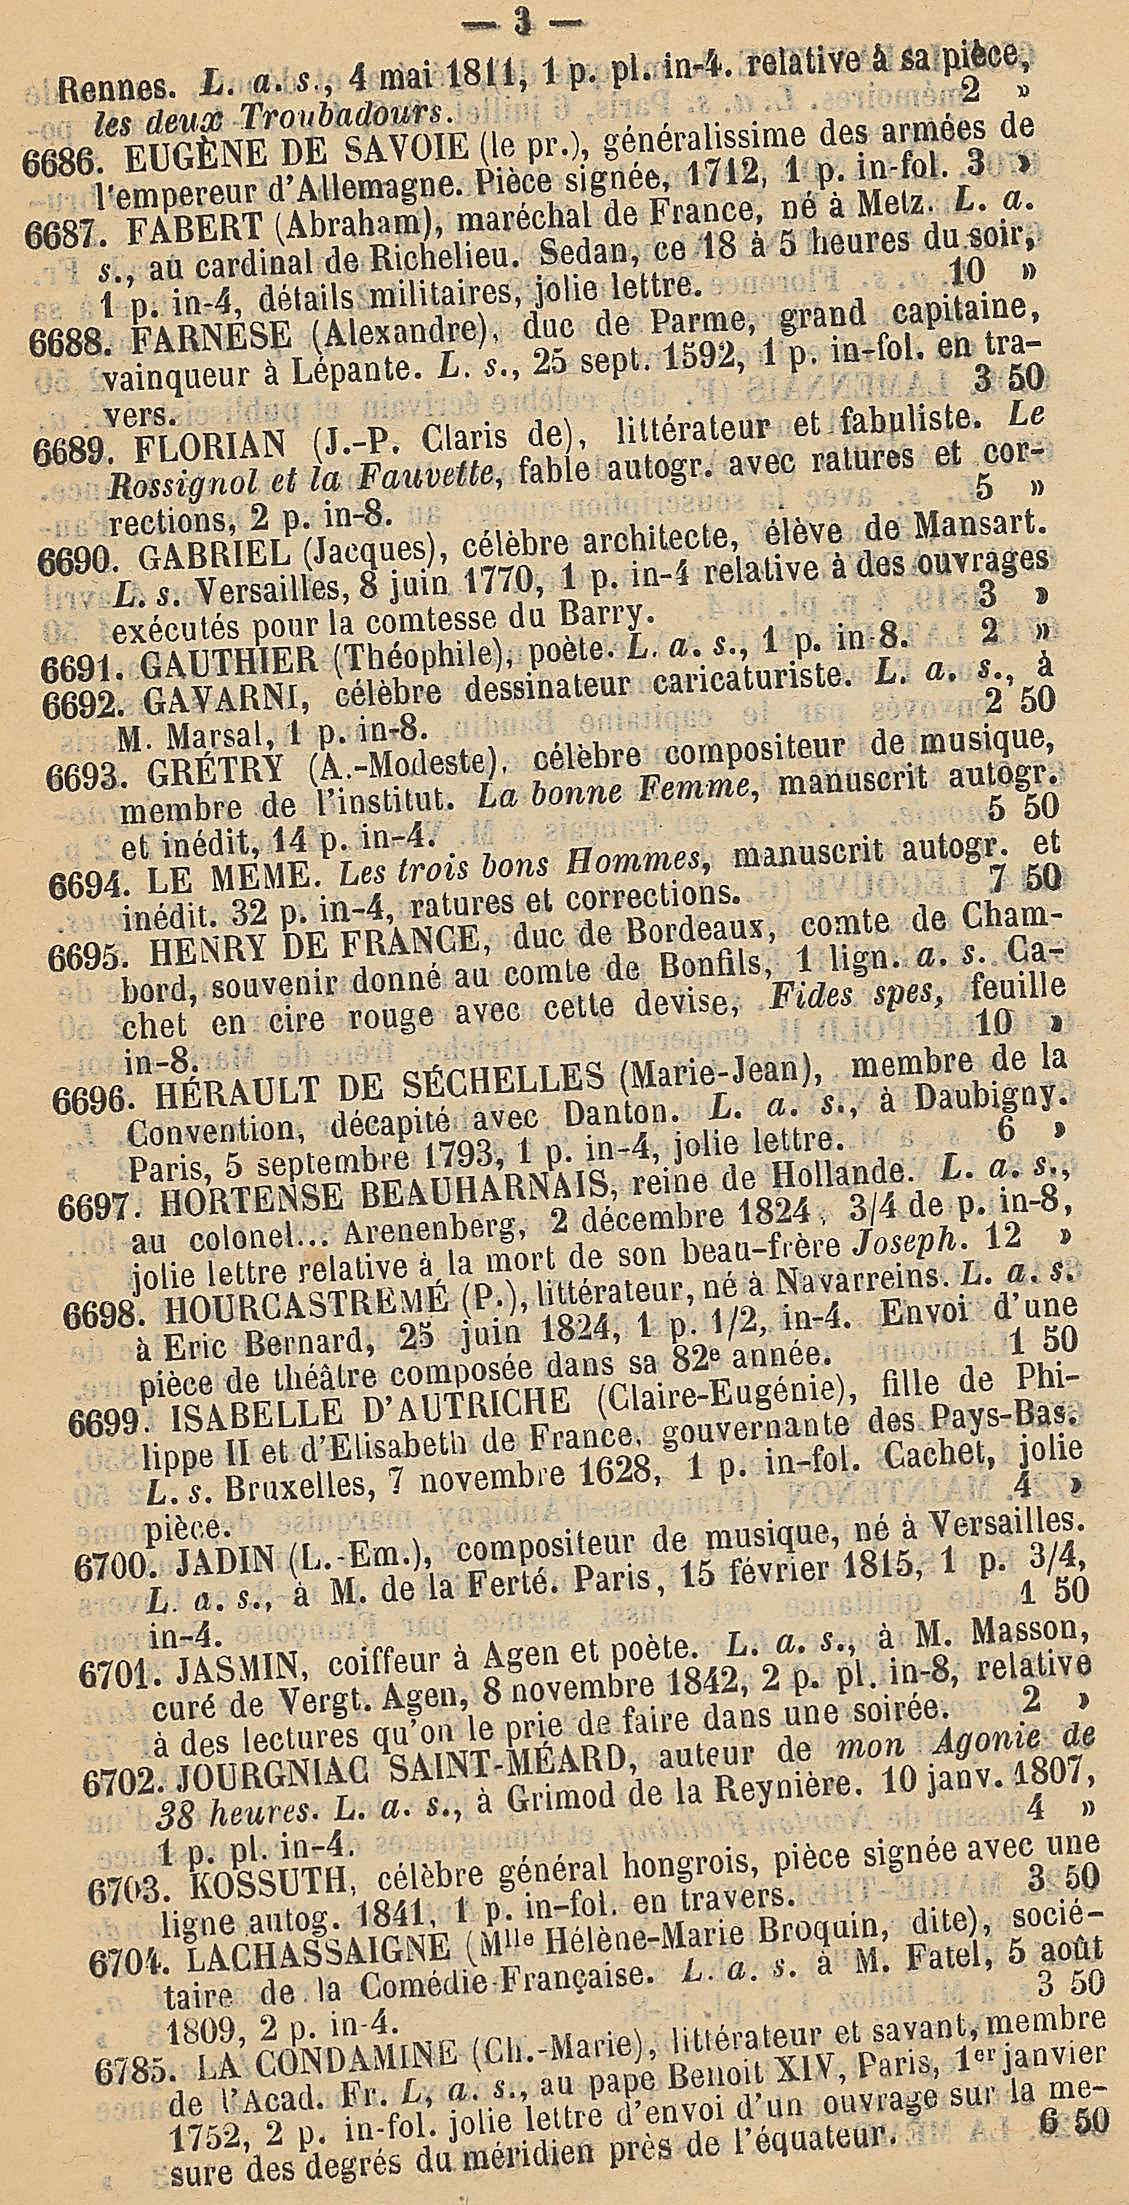 — 3 —
Rennes. L. a. s., 4 mai 1811, 1 p. pl. in-4. relative à sa pièce,
les deux Troubadours. 2 »
6686. EUGÈNE DE SAVOIE (le pr.), généralissime des armées de
l'empereur d'Allemagne. Pièce signée, 1712, 1 p. in-fol. 3 »
6687. FABERT (Abraham), maréchal de France, né à Metz. L. a.
s., au cardinal de Richelieu. Sedan, ce 18 à 5 heures du soir,
1 p. in-4, détails militaires, jolie lettre. 10 »
6688. FARNÈSE (Alexandre), duc de Parme, grand capitaine,
vainqueur à Lépante. L. s., 25 sept. 1592, 1 p. in-fol. en tra-
vers. 3 50
6689. FLORIAN (J.-P. Claris de), littérateur et fabuliste. Le
Rossignol et la Fauvette, fable autogr. avec ratures et cor-
rections, 2 p. in-8. 5 »
6690. GABRIEL (Jacques), célèbre architecte, élève de Mansart.
L. s. Versailles, 8 juin 1770, 1 p. in-4 relative à des ouvrages
exécutés pour la comtesse du Barry. 3 »
6691. GAUTHIER (Théophile), poète. L. a. s., 1 p. in-8. 2 »
6692. GAVARNI, célèbre dessinateur caricaturiste. L. a. s., à
M. Marsal, 1 p. in-8. 2 50
6693. GRÉTRY (A.-Modeste), célèbre compositeur de musique,
membre de l'institut. La bonne Femme, manuscrit autogr.
et inédit, 14 p. in-4. 5 50
6694. LE MEME. Les trois bons Hommes, manuscrit autogr. et
inédit. 32 p. in-4, ratures et corrections. 7 50
6695. HENRY DE FRANCE, duc de Bordeaux, comte de Cham-
bord, souvenir donné au comte de Bonfils, 1 lign. a. s. Ca-
chet en cire rouge avec cette devise, Fides spes, feuille
in-8. 10 »
6696. HÉRAULT DE SÉCHELLES (Marie-Jean), membre de la
Convention, décapité avec Danton. L. a. s., à Daubigny.
Paris, 5 septembre 1793, 1 p. in-4, jolie lettre. 6 »
6697. HORTENSE BEAUHARNAIS, reine de Hollande. L. a. s.,
au colonel... Arenenberg, 2 décembre 1824, 3/4 de p. in-8,
jolie lettre relative à la mort de son beau-frère Joseph. 12 »
6698. HOURCASTREMÉ (P.), littérateur, né à Navarreins. L. a. s.
à Eric Bernard, 25 juin 1824, 1 p. 1/2, in-4. Envoi d'une
pièce de théâtre composée dans sa 82e année. 1 50
6699. ISABELLE D'AUTRICHE (Claire-Eugénie), fille de Phi-
lippe II et d'Elisabeth de France, gouvernante des Pays-Bas.
L. s. Bruxelles, 7 novembre 1628, 1 p. in-fol. Cachet, jolie
pièce. 4 »
6700. JADIN (L.-Em.), compositeur de musique, né à Versailles.
L. a. s., à M. de la Ferté. Paris, 15 février 1815, 1 p. 3/4,
in-4. 1 50
6701. JASMIN, coiffeur à Agen et poète. L. a. s., à M. Masson,
curé de Vergt. Agen, 8 novembre 1842, 2 p. pl. in-8, relative
à des lectures qu'on le prie de faire dans une soirée. 2 »
6702. JOURGNIAC SAINT-MÉARD, auteur de mon Agonie de
38 heures. L. a. s., à Grimod de la Reynière. 10 janv. 1807,
1 p. pl. in-4. 4 »
6703. KOSSUTH, célèbre général hongrois, pièce signée avec une
ligne autog. 1841, 1 p. in-fol. en travers. 3 50
6704. LACHASSAIGNE (Mlle Hélène-Marie Broquin, dite), socié-
taire de la Comédie-Française. L. a. s. à M. Fatel, 5 août
1809, 2 p. in-4. 3 50
6785. LA CONDAMINE (Ch.-Marie), littérateur et savant, membre
de l'Acad. Fr. L, a. s., au pape Benoit XIV, Paris, 1er janvier
1752, 2 p. in-fol. jolie lettre d'envoi d'un ouvrage sur la me-
sure des degrés du méridien près de l'équateur. 6 50